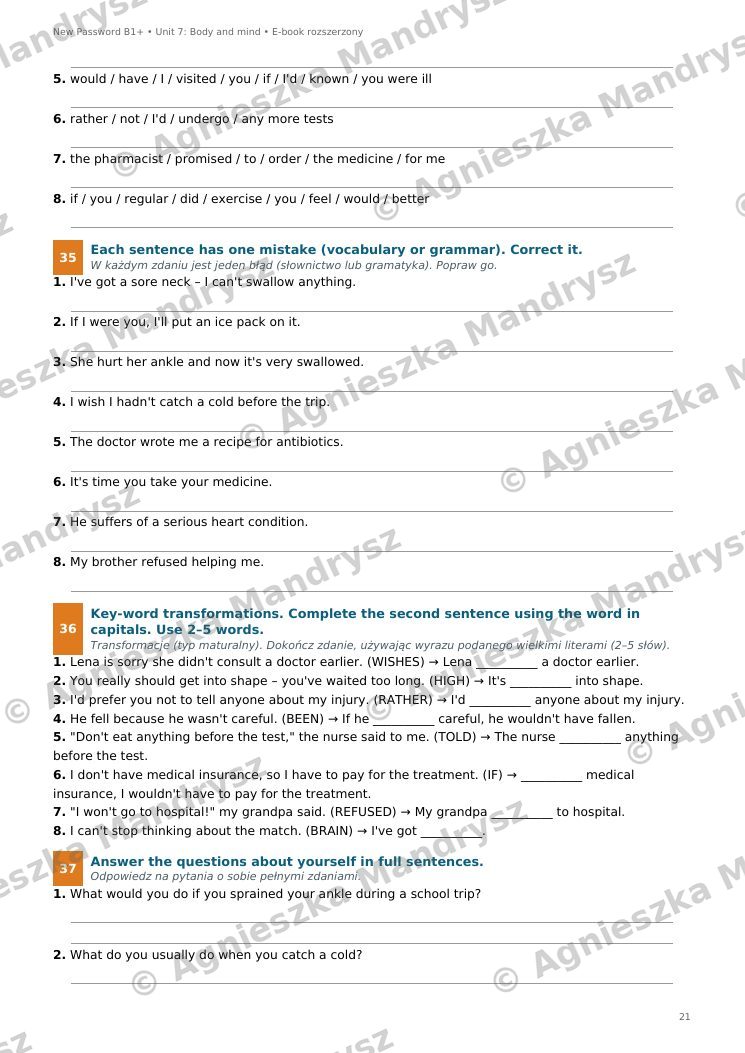 New Password B1+ • Unit 7: Body and mind • E-book rozszerzony
5. would / have / I / visited / you / if / I'd / known / you were ill
6. rather / not / I'd / undergo / any more tests
7. the pharmacist / promised / to / order / the medicine / for me
8. if / you / regular / did / exercise / you / feel / would / better
35 Each sentence has one mistake (vocabulary or grammar). Correct it.
W każdym zdaniu jest jeden błąd (słownictwo lub gramatyka). Popraw go.
1. I've got a sore neck – I can't swallow anything.
2. If I were you, I'll put an ice pack on it.
3. She hurt her ankle and now it's very swallowed.
4. I wish I hadn't catch a cold before the trip.
5. The doctor wrote me a recipe for antibiotics.
6. It's time you take your medicine.
7. He suffers of a serious heart condition.
8. My brother refused helping me.
36 Key-word transformations. Complete the second sentence using the word in
capitals. Use 2–5 words.
Transformacje (typ maturalny). Dokończ zdanie, używając wyrazu podanego wielkimi literami (2–5 słów).
1. Lena is sorry she didn't consult a doctor earlier. (WISHES) → Lena __________ a doctor earlier.
2. You really should get into shape – you've waited too long. (HIGH) → It's __________ into shape.
3. I'd prefer you not to tell anyone about my injury. (RATHER) → I'd __________ anyone about my injury.
4. He fell because he wasn't careful. (BEEN) → If he __________ careful, he wouldn't have fallen.
5. "Don't eat anything before the test," the nurse said to me. (TOLD) → The nurse __________ anything
before the test.
6. I don't have medical insurance, so I have to pay for the treatment. (IF) → __________ medical
insurance, I wouldn't have to pay for the treatment.
7. "I won't go to hospital!" my grandpa said. (REFUSED) → My grandpa __________ to hospital.
8. I can't stop thinking about the match. (BRAIN) → I've got __________.
37 Answer the questions about yourself in full sentences.
Odpowiedz na pytania o sobie pełnymi zdaniami.
1. What would you do if you sprained your ankle during a school trip?
2. What do you usually do when you catch a cold?
21
© Agnieszka Mandrysz